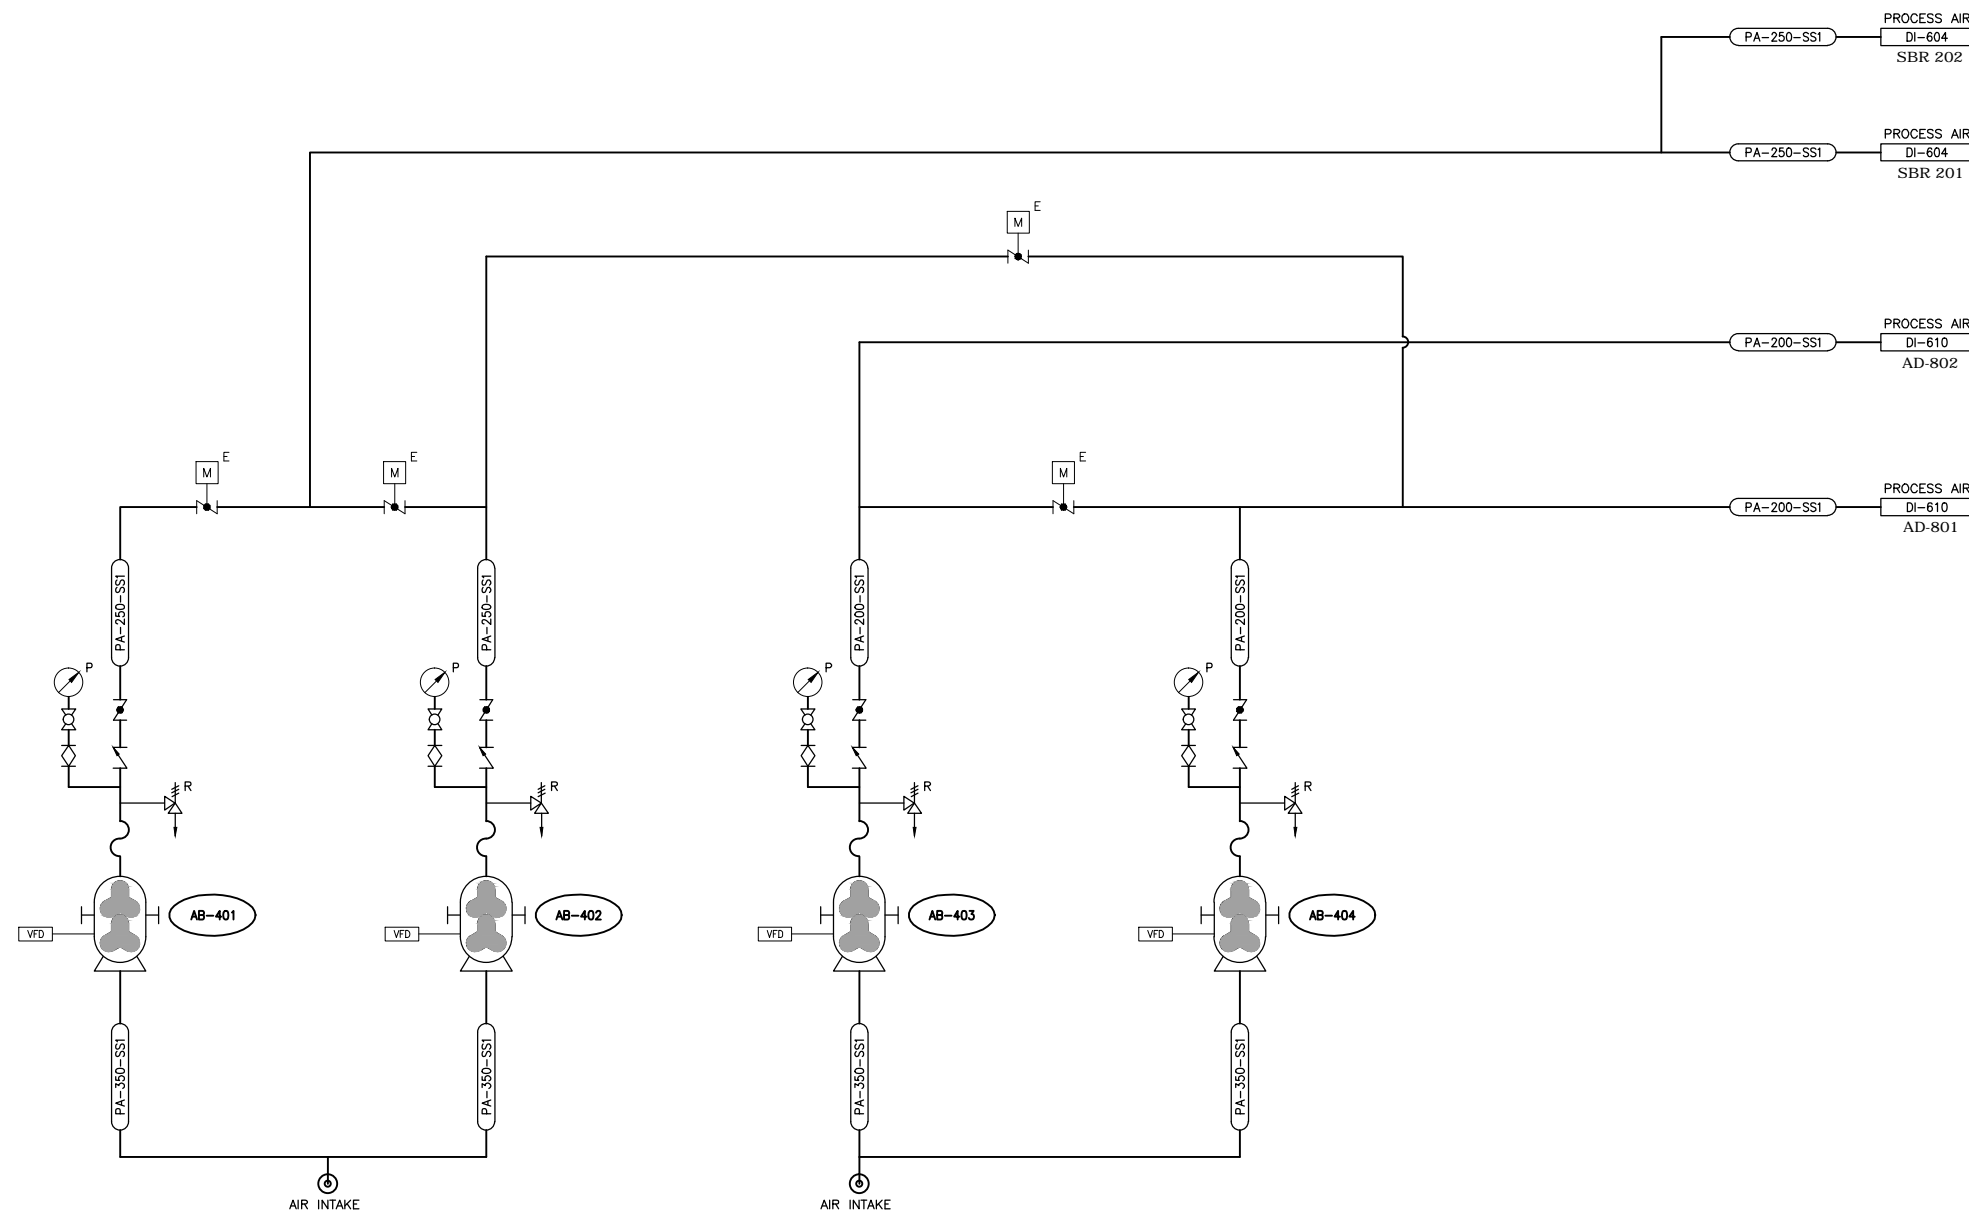 PROCESS AIR
PA-250-SS1
DI-604
SBR 202
PROCESS AIR
PA-250-SS1
DI-604
SBR 201
E
M
PROCESS AIR
PA-200-SS1
DI-610
AD-802
E
M
E
M
E
M
PROCESS AIR
PA-200-SS1
DI-610
AD-801
PA-250-SS1
PA-250-SS1
PA-200-SS1
PA-200-SS1
P
P
P
P
R
R
R
R
AB-401
AB-402
AB-403
AB-404
VFD
VFD
VFD
VFD
PA-350-SS1
PA-350-SS1
PA-350-SS1
PA-350-SS1
AIR INTAKE
AIR INTAKE